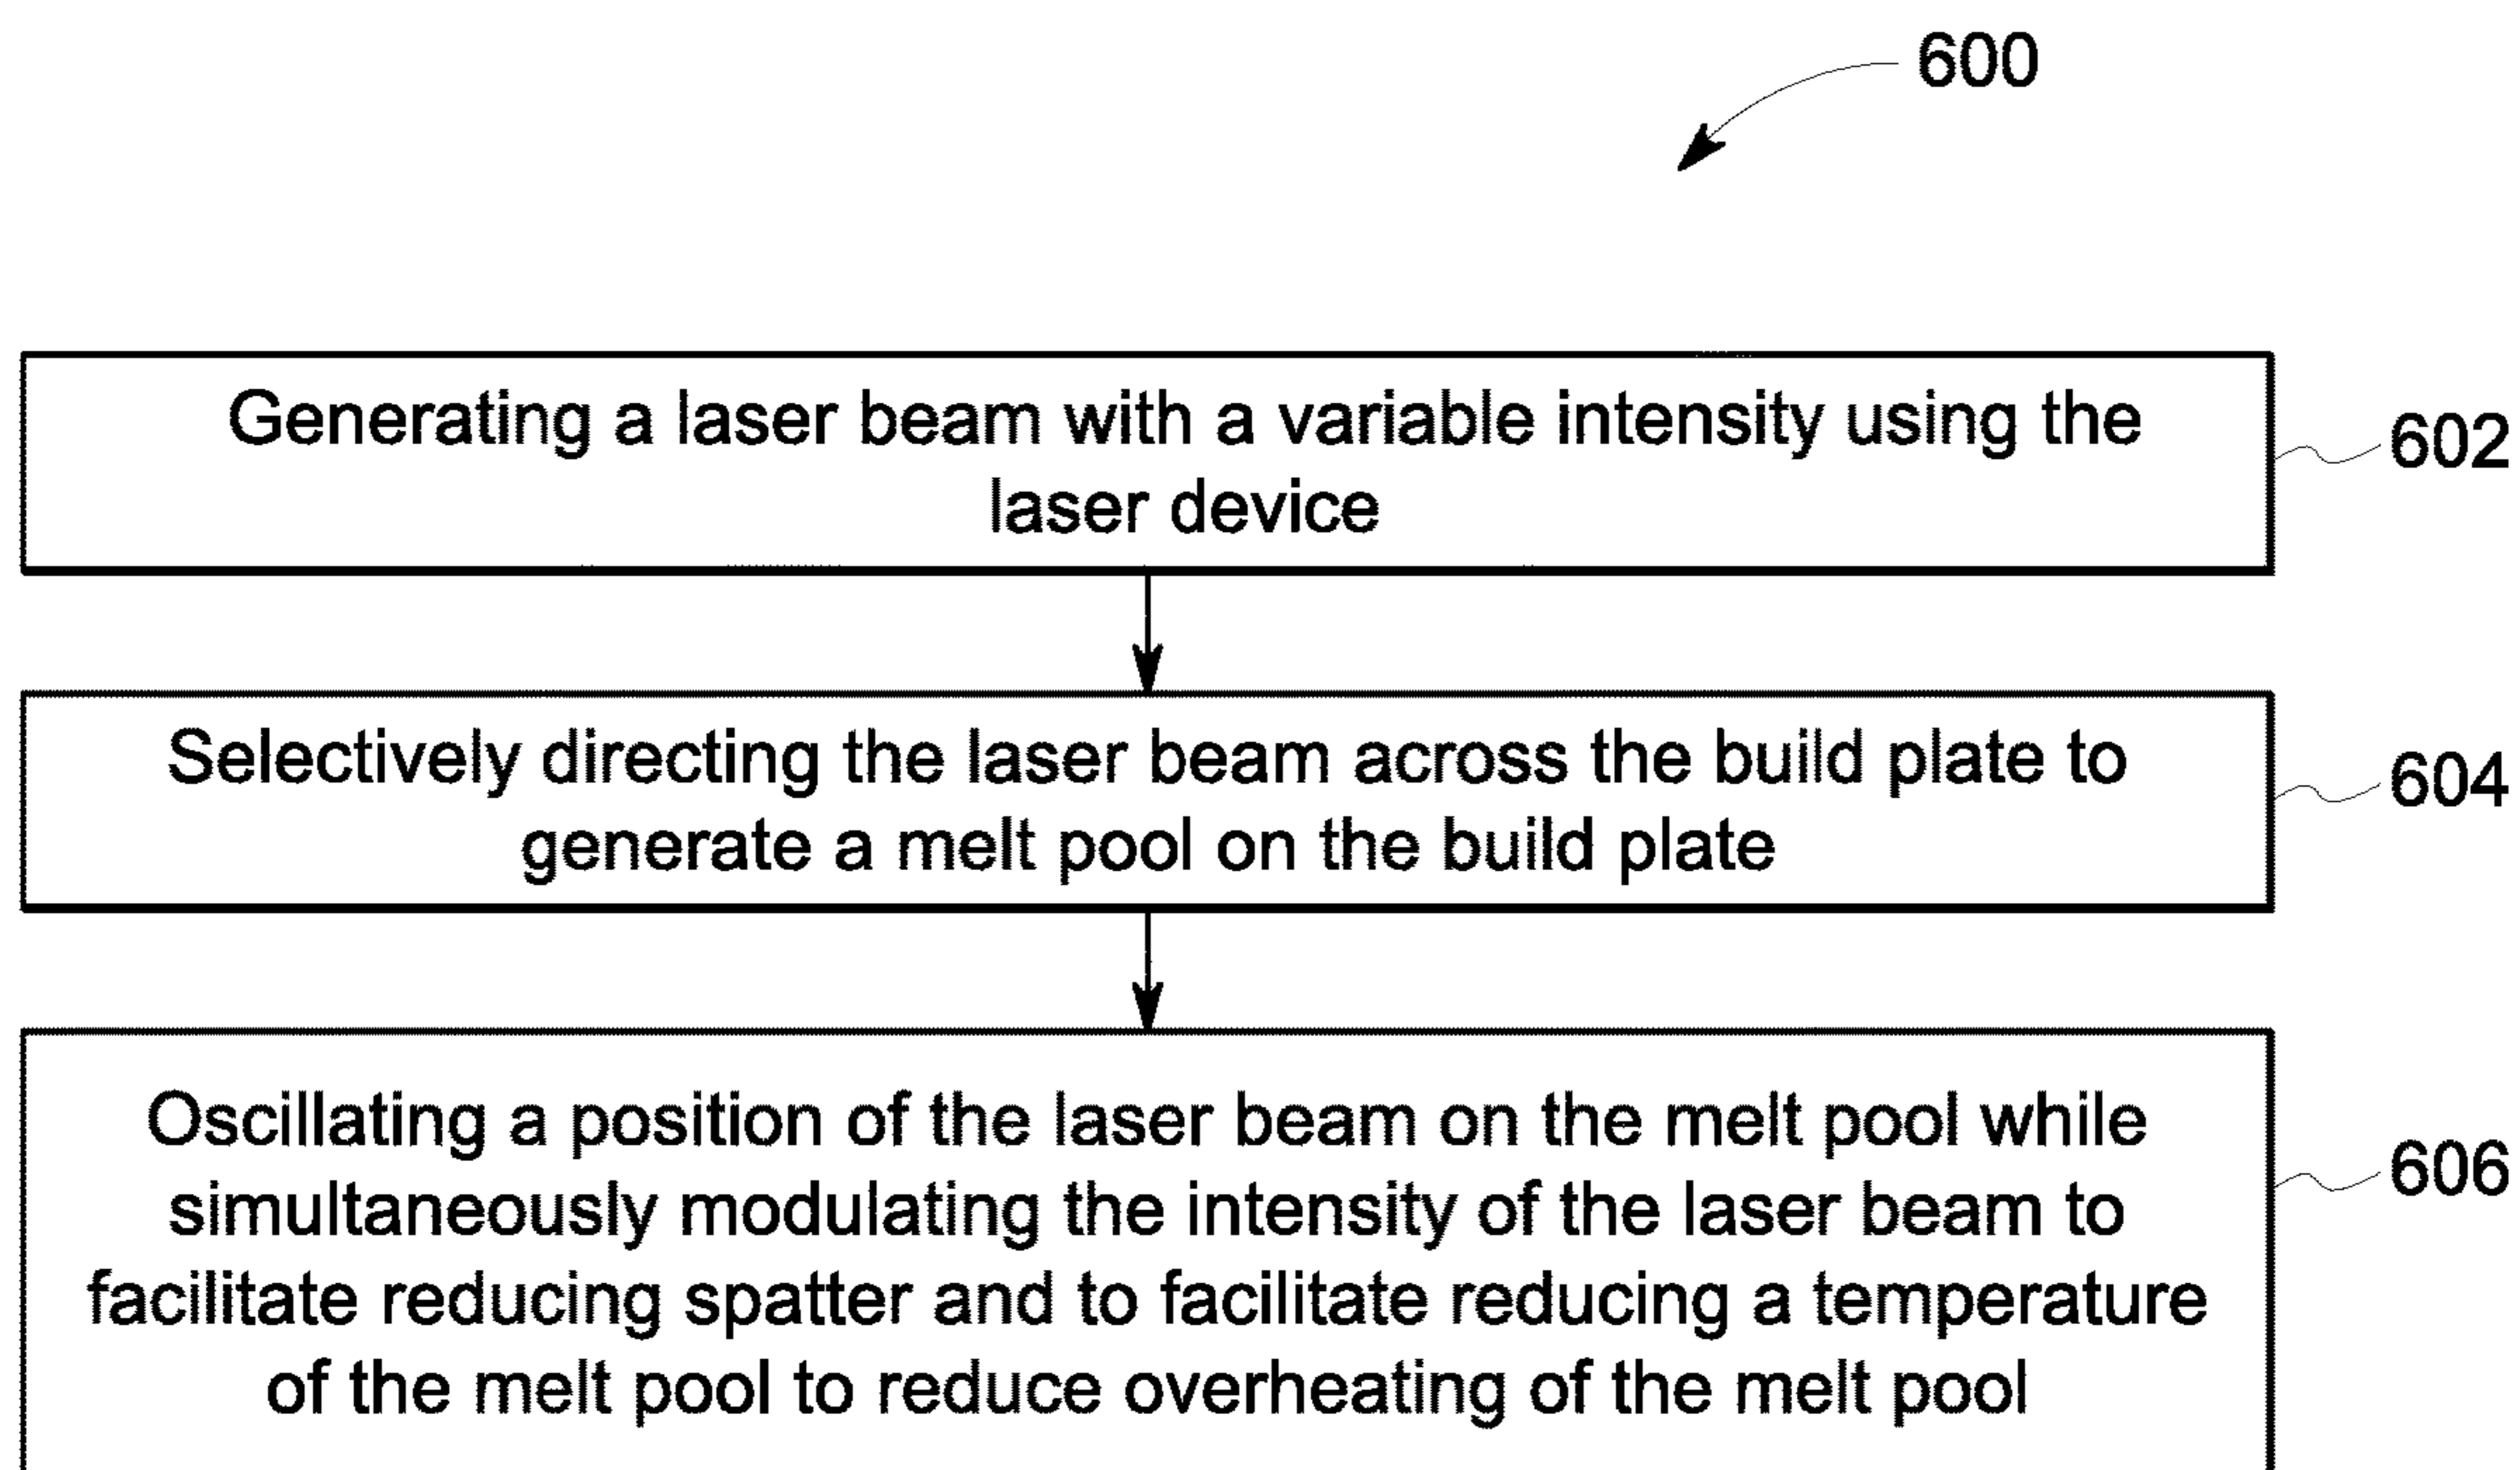 600
Generating a laser beam with a variable intensity using the
laser device
602
Selectively directing the laser beam across the build plate to
generate a melt pool on the build plate
604
Oscillating a position of the laser beam on the melt pool while
simultaneously modulating the intensity of the laser beam to
facilitate reducing spatter and to facilitate reducing a temperature
of the melt pool to reduce overheating of the melt pool
606